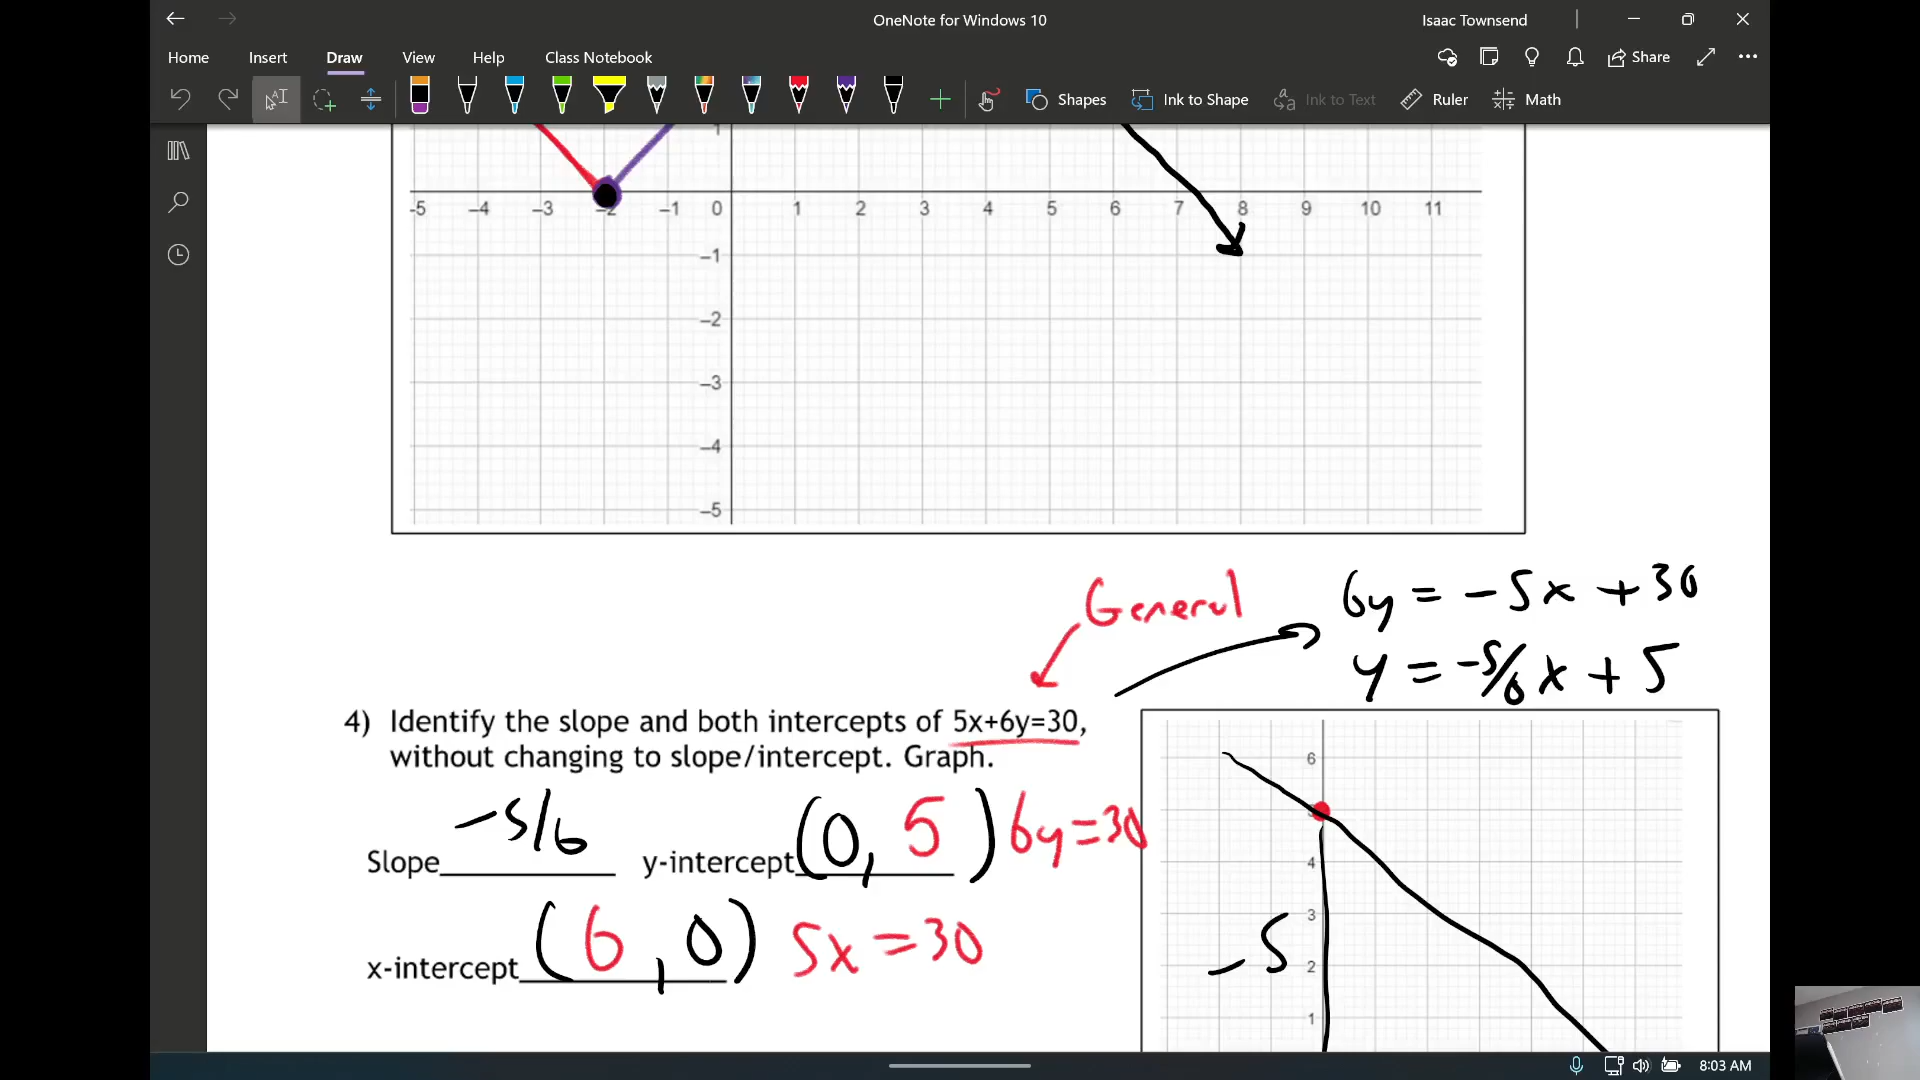 OneNote for Windows 10
Isaac Townsend
Home Insert Draw View Help Class Notebook
Share
Shapes Ink to Shape Ink to Text Ruler Math
1
-5 -4 -3 -2 -1 0 1 2 3 4 5 6 7 8 9 10 11
-1
-2
-3
-4
-5
General
6y = -5x + 30
y = -5/6 x + 5
4) Identify the slope and both intercepts of 5x+6y=30,
without changing to slope/intercept. Graph.
Slope -5/6 y-intercept (0, 5) 6y=30
x-intercept (6, 0) 5x=30
6
5
4
3
-5
2
1
8:03 AM